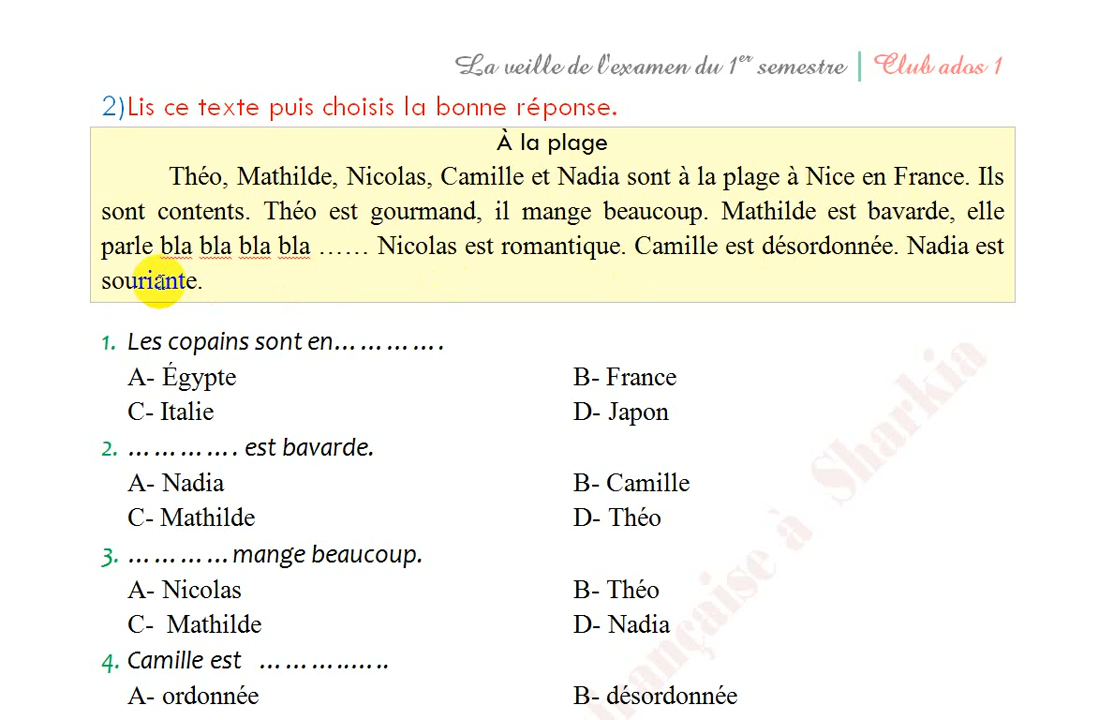 La veille de l'examen du 1er semestre | Club ados 1
2)Lis ce texte puis choisis la bonne réponse.
À la plage
Théo, Mathilde, Nicolas, Camille et Nadia sont à la plage à Nice en France. Ils
sont contents. Théo est gourmand, il mange beaucoup. Mathilde est bavarde, elle
parle bla bla bla bla …… Nicolas est romantique. Camille est désordonnée. Nadia est
souriante.
1. Les copains sont en…………. 
A- Égypte B- France
C- Italie D- Japon
2. …………. est bavarde.
A- Nadia B- Camille
C- Mathilde D- Théo
3. ………… mange beaucoup.
A- Nicolas B- Théo
C- Mathilde D- Nadia
4. Camille est ……………
A- ordonnée B- désordonnée
française à Sharkia